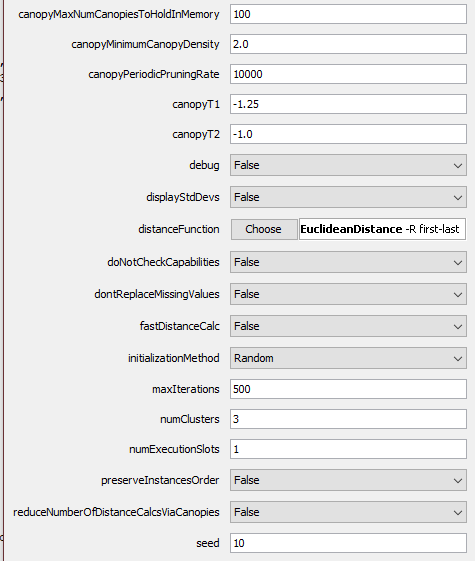 canopyMaxNumCanopiesToHoldInMemory 100
canopyMinimumCanopyDensity 2.0
canopyPeriodicPruningRate 10000
canopyT1 -1.25
canopyT2 -1.0
debug False
displayStdDevs False
distanceFunction Choose EuclideanDistance -R first-last
doNotCheckCapabilities False
dontReplaceMissingValues False
fastDistanceCalc False
initializationMethod Random
maxIterations 500
numClusters 3
numExecutionSlots 1
preserveInstancesOrder False
reduceNumberOfDistanceCalcsViaCanopies False
seed 10